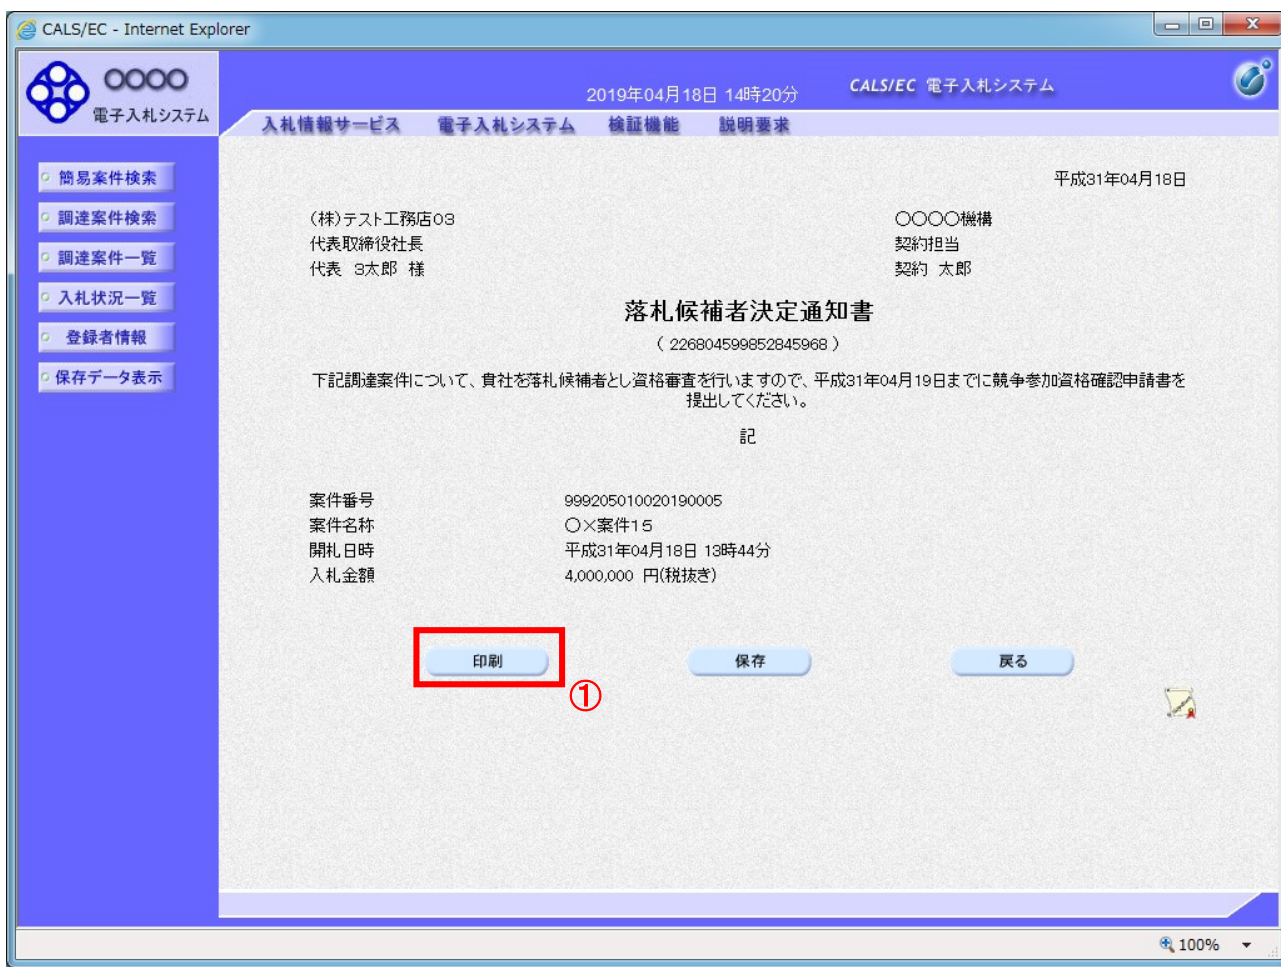 CALS/EC - Internet Explorer
〇〇〇〇
電子入札システム
2019年04月18日 14時20分
CALS/EC 電子入札システム
入札情報サービス 電子入札システム 検証機能 説明要求
簡易案件検索
調達案件検索
調達案件一覧
入札状況一覧
登録者情報
保存データ表示
平成31年04月18日
(株)テスト工務店03
代表取締役社長
代表 3太郎 様
〇〇〇〇機構
契約担当
契約 太郎
落札候補者決定通知書
( 226804599852845968 )
下記調達案件について、貴社を落札候補者とし資格審査を行いますので、平成31年04月19日までに競争参加資格確認申請書を
提出してください。
記
案件番号 999205010020190005
案件名称 〇×案件15
開札日時 平成31年04月18日 13時44分
入札金額 4,000,000 円(税抜き)
印刷 保存 戻る
①
100%